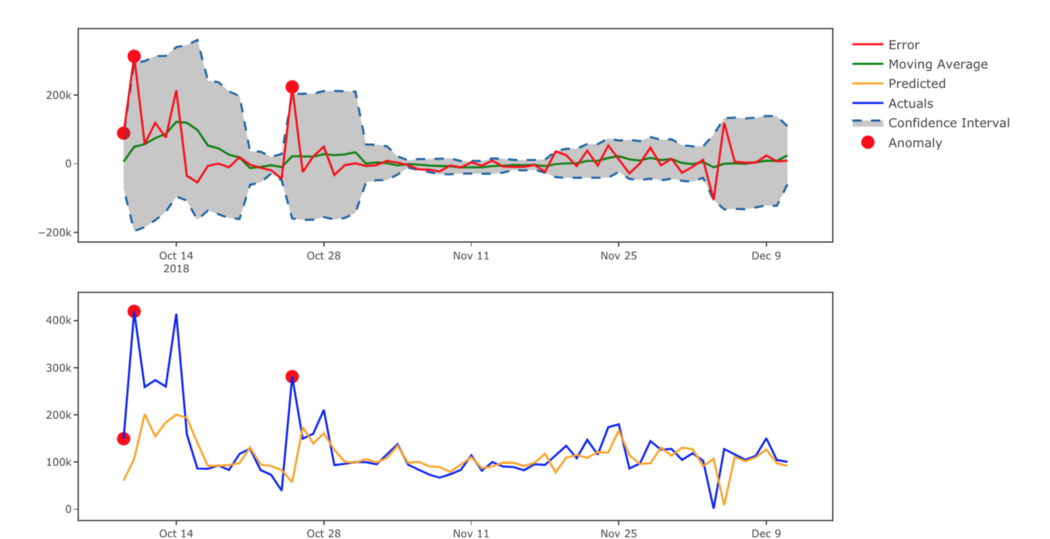 200k
0
−200k
Oct 14
2018
Oct 28
Nov 11
Nov 25
Dec 9
Error
Moving Average
Predicted
Actuals
Confidence Interval
Anomaly
400k
300k
200k
100k
0
Oct 14
Oct 28
Nov 11
Nov 25
Dec 9